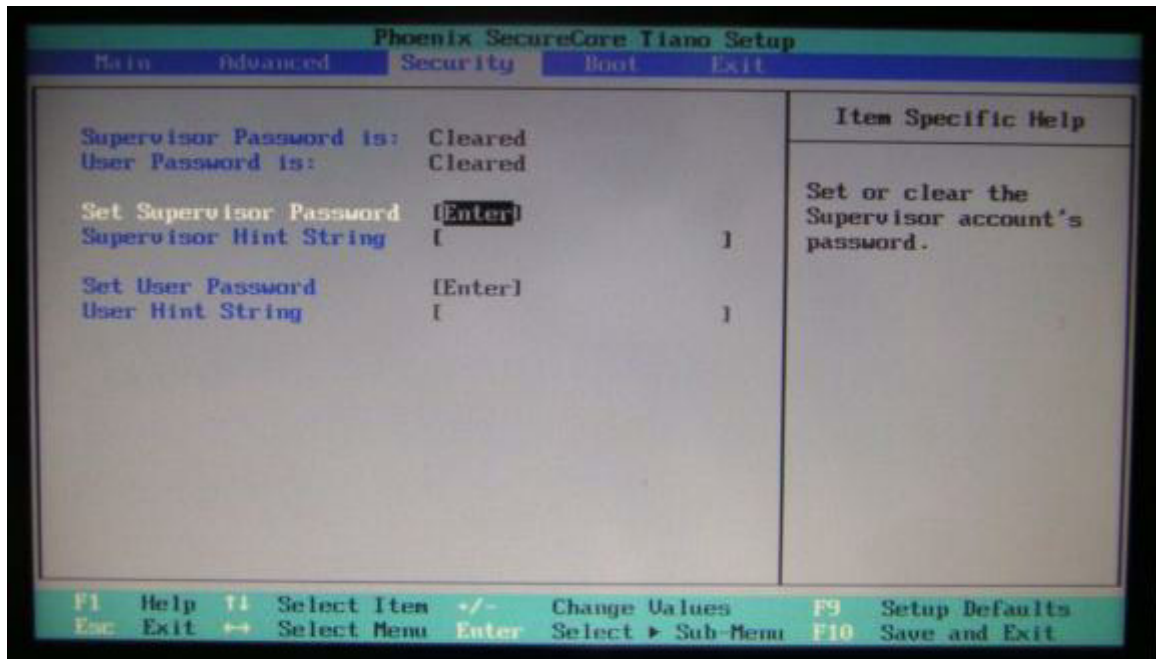 Phoenix SecureCore Tiano Setup
Main Advanced Security Boot Exit
Supervisor Password is: Cleared
User Password is: Cleared
Set Supervisor Password [Enter]
Supervisor Hint String [ ]
Set User Password [Enter]
User Hint String [ ]
Item Specific Help
Set or clear the
Supervisor account's
password.
F1 Help ↑↓ Select Item +/- Change Values F9 Setup Defaults
Esc Exit ↔ Select Menu Enter Select ▶ Sub-Menu F10 Save and Exit